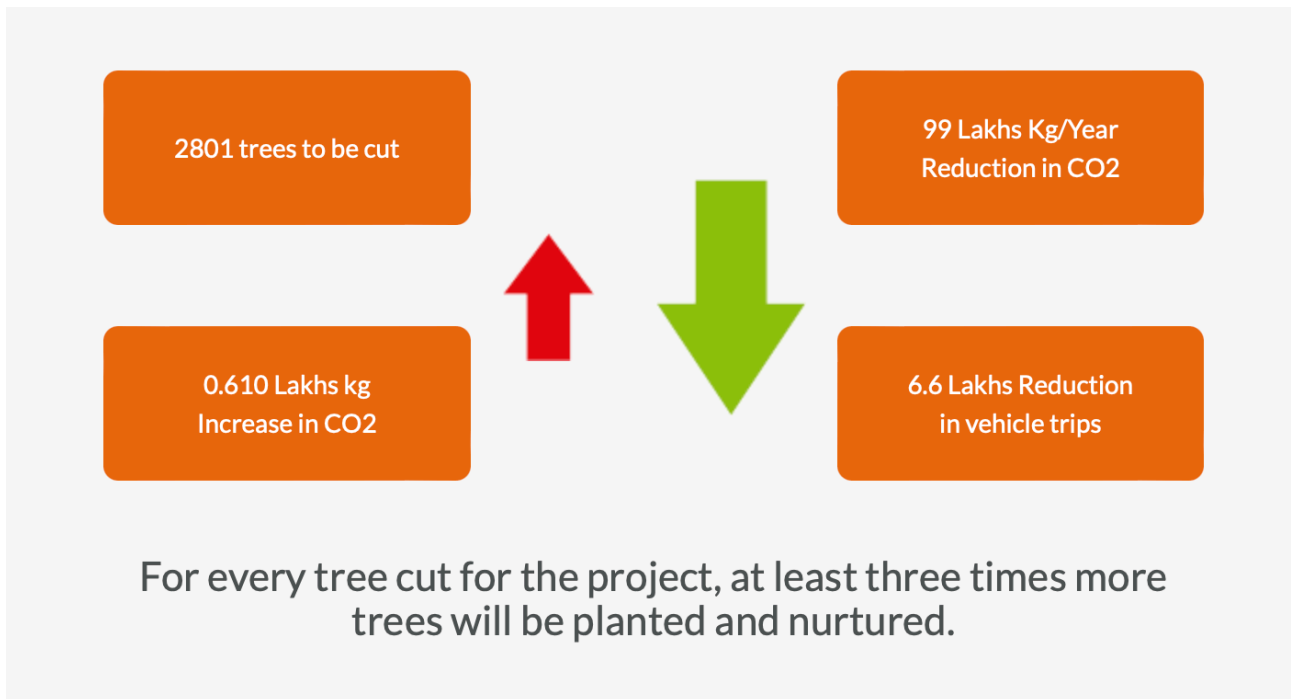 2801 trees to be cut
99 Lakhs Kg/Year
Reduction in CO2
0.610 Lakhs kg
Increase in CO2
6.6 Lakhs Reduction
in vehicle trips
For every tree cut for the project, at least three times more
trees will be planted and nurtured.